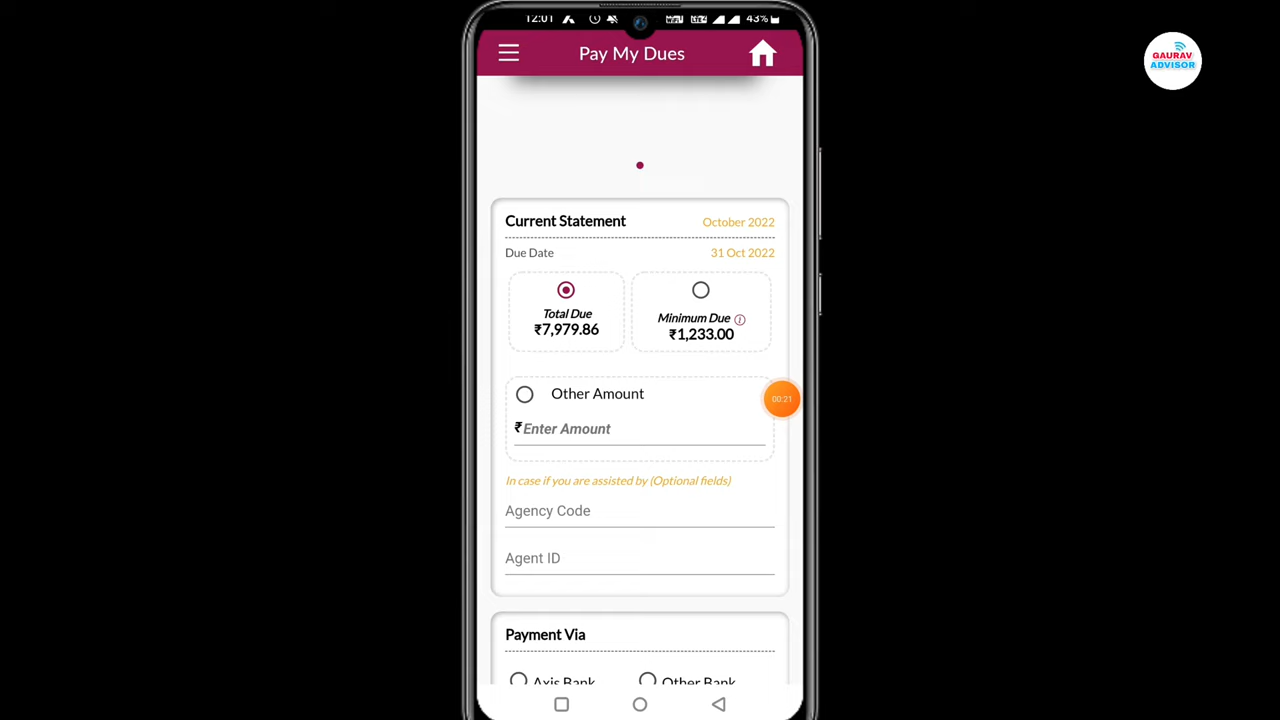 12:01
43%
Pay My Dues
GAURAV
ADVISOR
Current Statement
October 2022
Due Date
31 Oct 2022
Total Due
₹7,979.86
Minimum Due
₹1,233.00
Other Amount
00:21
₹Enter Amount
In case if you are assisted by (Optional fields)
Agency Code
Agent ID
Payment Via
Axis Bank
Other Bank